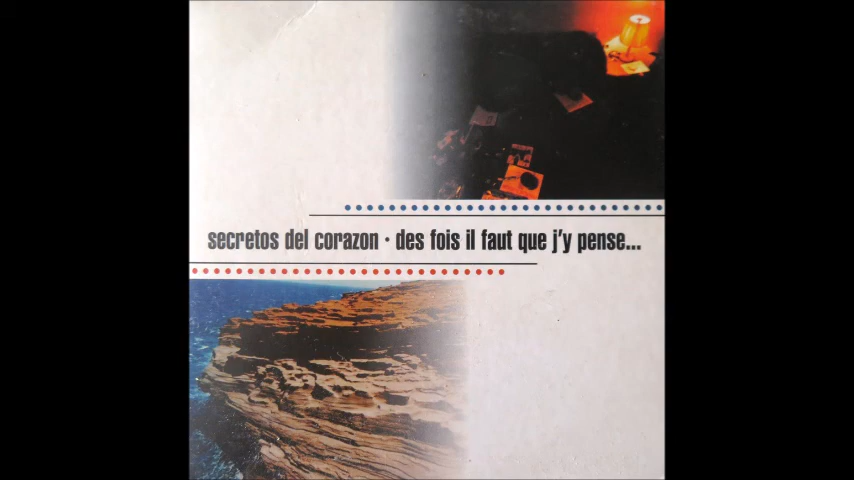 secretos del corazon • des fois il faut que j'y pense...